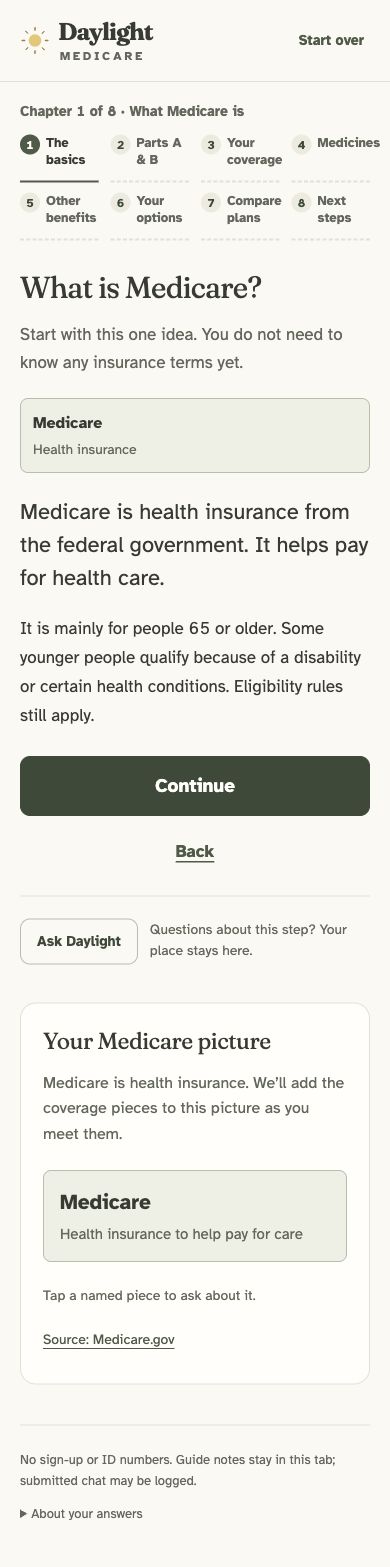 Daylight
MEDICARE
Start over
Chapter 1 of 8 · What Medicare is
1 The basics
2 Parts A & B
3 Your coverage
4 Medicines
5 Other benefits
6 Your options
7 Compare plans
8 Next steps
What is Medicare?
Start with this one idea. You do not need to
know any insurance terms yet.
Medicare
Health insurance
Medicare is health insurance from
the federal government. It helps pay
for health care.
It is mainly for people 65 or older. Some
younger people qualify because of a disability
or certain health conditions. Eligibility rules
still apply.
Continue
Back
Ask Daylight
Questions about this step? Your
place stays here.
Your Medicare picture
Medicare is health insurance. We’ll add the
coverage pieces to this picture as you
meet them.
Medicare
Health insurance to help pay for care
Tap a named piece to ask about it.
Source: Medicare.gov
No sign-up or ID numbers. Guide notes stay in this tab;
submitted chat may be logged.
About your answers